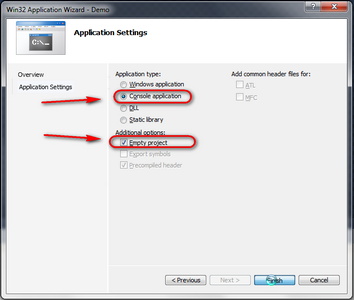 Win32 Application Wizard - Demo
Application Settings
C:\
Overview
Application Settings
Application type:
Windows application
Console application
DLL
Static library
Additional options:
Empty project
Export symbols
Precompiled header
Add common header files for:
ATL
MFC
< Previous
Next >
Finish
Cancel